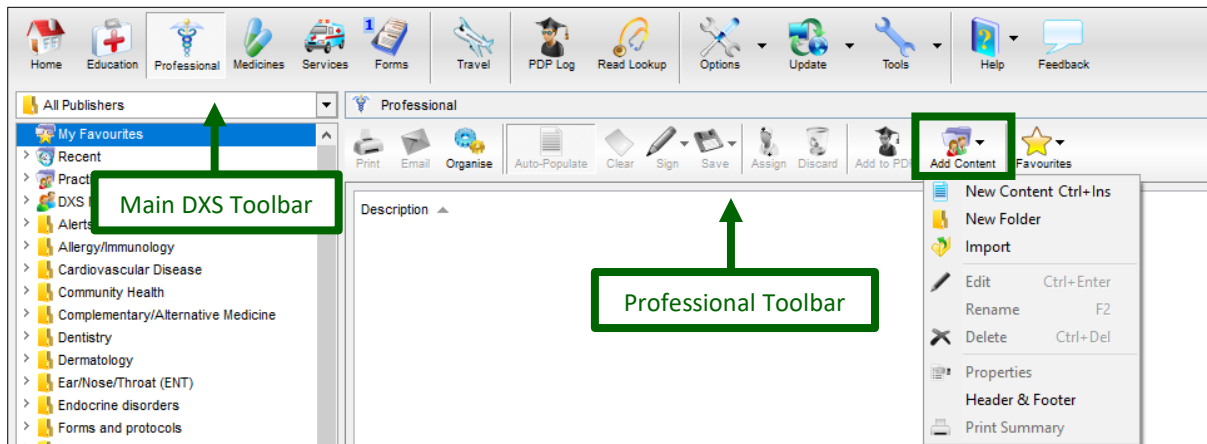 1
Home Education Professional Medicines Services Forms Travel PDP Log Read Lookup Options Update Tools Help Feedback
All Publishers
Professional
My Favourites
Recent
Practi
DXS
Alerts
Allergy/Immunology
Cardiovascular Disease
Community Health
Complementary/Alternative Medicine
Dentistry
Dermatology
Ear/Nose/Throat (ENT)
Endocrine disorders
Forms and protocols
Main DXS Toolbar
Print Email Organise Auto-Populate Clear Sign Save Assign Discard Add to PDP Add Content Favourites
Description
Professional Toolbar
New Content Ctrl+Ins
New Folder
Import
Edit Ctrl+Enter
Rename F2
Delete Ctrl+Del
Properties
Header & Footer
Print Summary